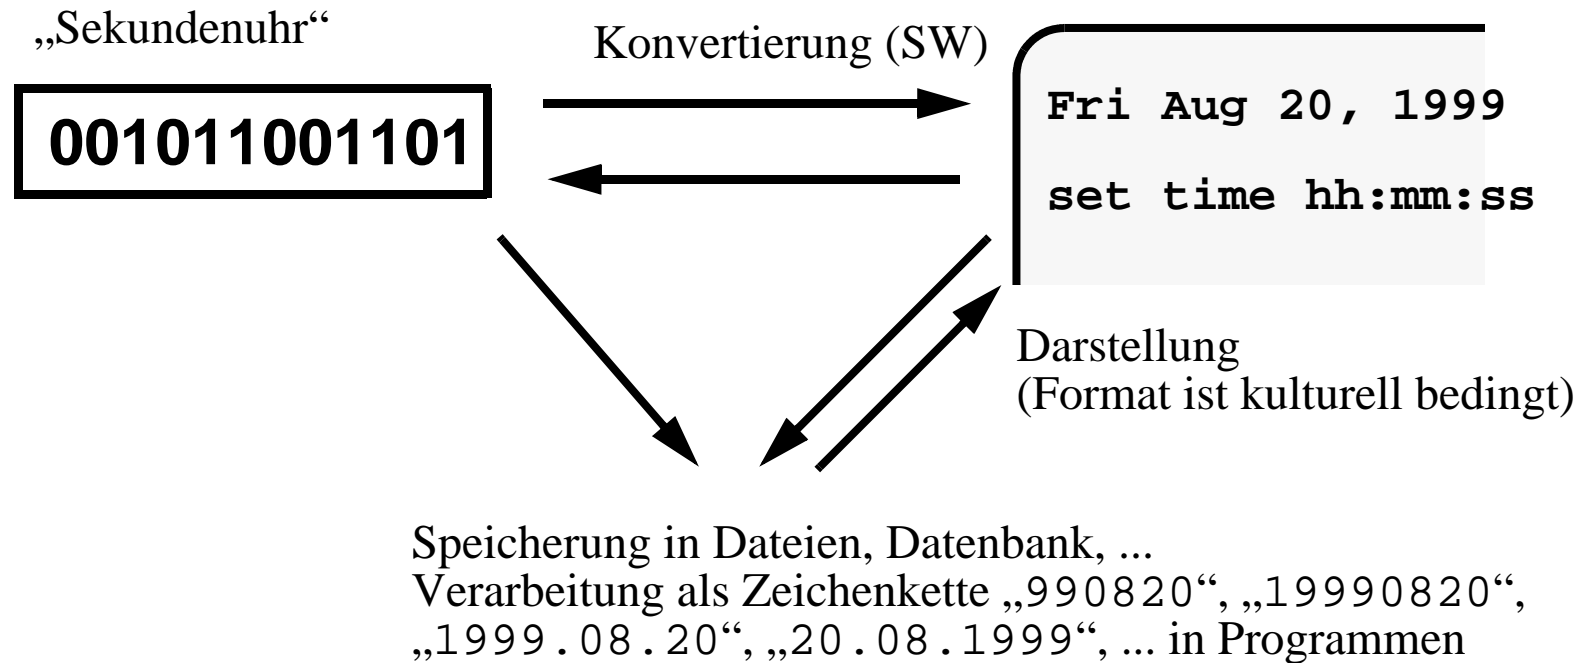 „Sekundenuhr“
Konvertierung (SW)
001011001101
Fri Aug 20, 1999
set time hh:mm:ss
Darstellung
(Format ist kulturell bedingt)
Speicherung in Dateien, Datenbank, ...
Verarbeitung als Zeichenkette „990820“, „19990820“,
„1999.08.20“, „20.08.1999“, ... in Programmen